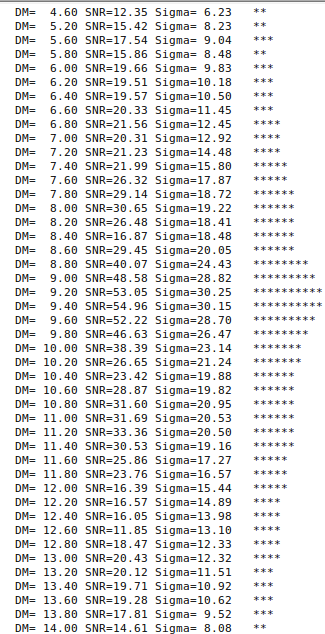 DM=  4.60 SNR=12.35 Sigma= 6.23   **
DM=  5.20 SNR=15.42 Sigma= 8.23   **
DM=  5.60 SNR=17.54 Sigma= 9.04   ***
DM=  5.80 SNR=15.86 Sigma= 8.48   **
DM=  6.00 SNR=19.66 Sigma= 9.83   ***
DM=  6.20 SNR=19.51 Sigma=10.18   ***
DM=  6.40 SNR=19.57 Sigma=10.50   ***
DM=  6.60 SNR=20.33 Sigma=11.45   ***
DM=  6.80 SNR=21.56 Sigma=12.45   ****
DM=  7.00 SNR=20.31 Sigma=12.92   ****
DM=  7.20 SNR=21.23 Sigma=14.48   ****
DM=  7.40 SNR=21.99 Sigma=15.80   *****
DM=  7.60 SNR=26.32 Sigma=17.87   *****
DM=  7.80 SNR=29.14 Sigma=18.72   ******
DM=  8.00 SNR=30.65 Sigma=19.22   ******
DM=  8.20 SNR=26.48 Sigma=18.41   ******
DM=  8.40 SNR=16.87 Sigma=18.48   ******
DM=  8.60 SNR=29.45 Sigma=20.05   ******
DM=  8.80 SNR=40.07 Sigma=24.43   ********
DM=  9.00 SNR=48.58 Sigma=28.82   *********
DM=  9.20 SNR=53.05 Sigma=30.25   **********
DM=  9.40 SNR=54.96 Sigma=30.15   **********
DM=  9.60 SNR=52.22 Sigma=28.70   *********
DM=  9.80 SNR=46.63 Sigma=26.47   ********
DM= 10.00 SNR=38.39 Sigma=23.14   *******
DM= 10.20 SNR=26.65 Sigma=21.24   *******
DM= 10.40 SNR=23.42 Sigma=19.88   ******
DM= 10.60 SNR=28.87 Sigma=19.82   ******
DM= 10.80 SNR=31.60 Sigma=20.95   ******
DM= 11.00 SNR=31.69 Sigma=20.53   ******
DM= 11.20 SNR=33.36 Sigma=20.50   ******
DM= 11.40 SNR=30.53 Sigma=19.16   ******
DM= 11.60 SNR=25.86 Sigma=17.27   *****
DM= 11.80 SNR=23.76 Sigma=16.57   *****
DM= 12.00 SNR=16.39 Sigma=15.44   *****
DM= 12.20 SNR=16.57 Sigma=14.89   ****
DM= 12.40 SNR=16.05 Sigma=13.98   ****
DM= 12.60 SNR=11.85 Sigma=13.10   ****
DM= 12.80 SNR=18.47 Sigma=12.33   ****
DM= 13.00 SNR=20.43 Sigma=12.32   ****
DM= 13.20 SNR=20.12 Sigma=11.51   ***
DM= 13.40 SNR=19.71 Sigma=10.92   ***
DM= 13.60 SNR=19.28 Sigma=10.62   ***
DM= 13.80 SNR=17.81 Sigma= 9.52   ***
DM= 14.00 SNR=14.61 Sigma= 8.08   **